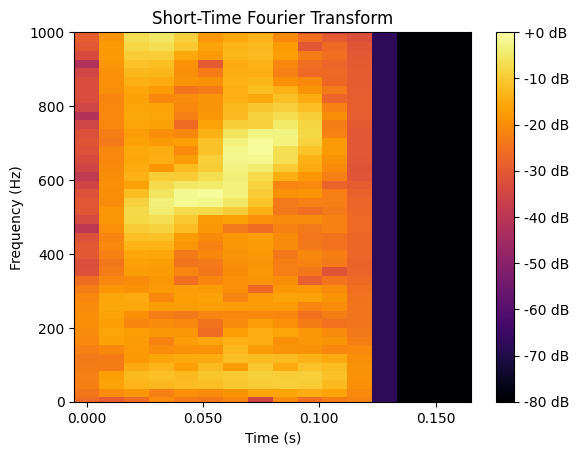 Short-Time Fourier Transform
1000
800
600
400
200
0
Frequency (Hz)
0.000
0.050
0.100
0.150
Time (s)
+0 dB
-10 dB
-20 dB
-30 dB
-40 dB
-50 dB
-60 dB
-70 dB
-80 dB